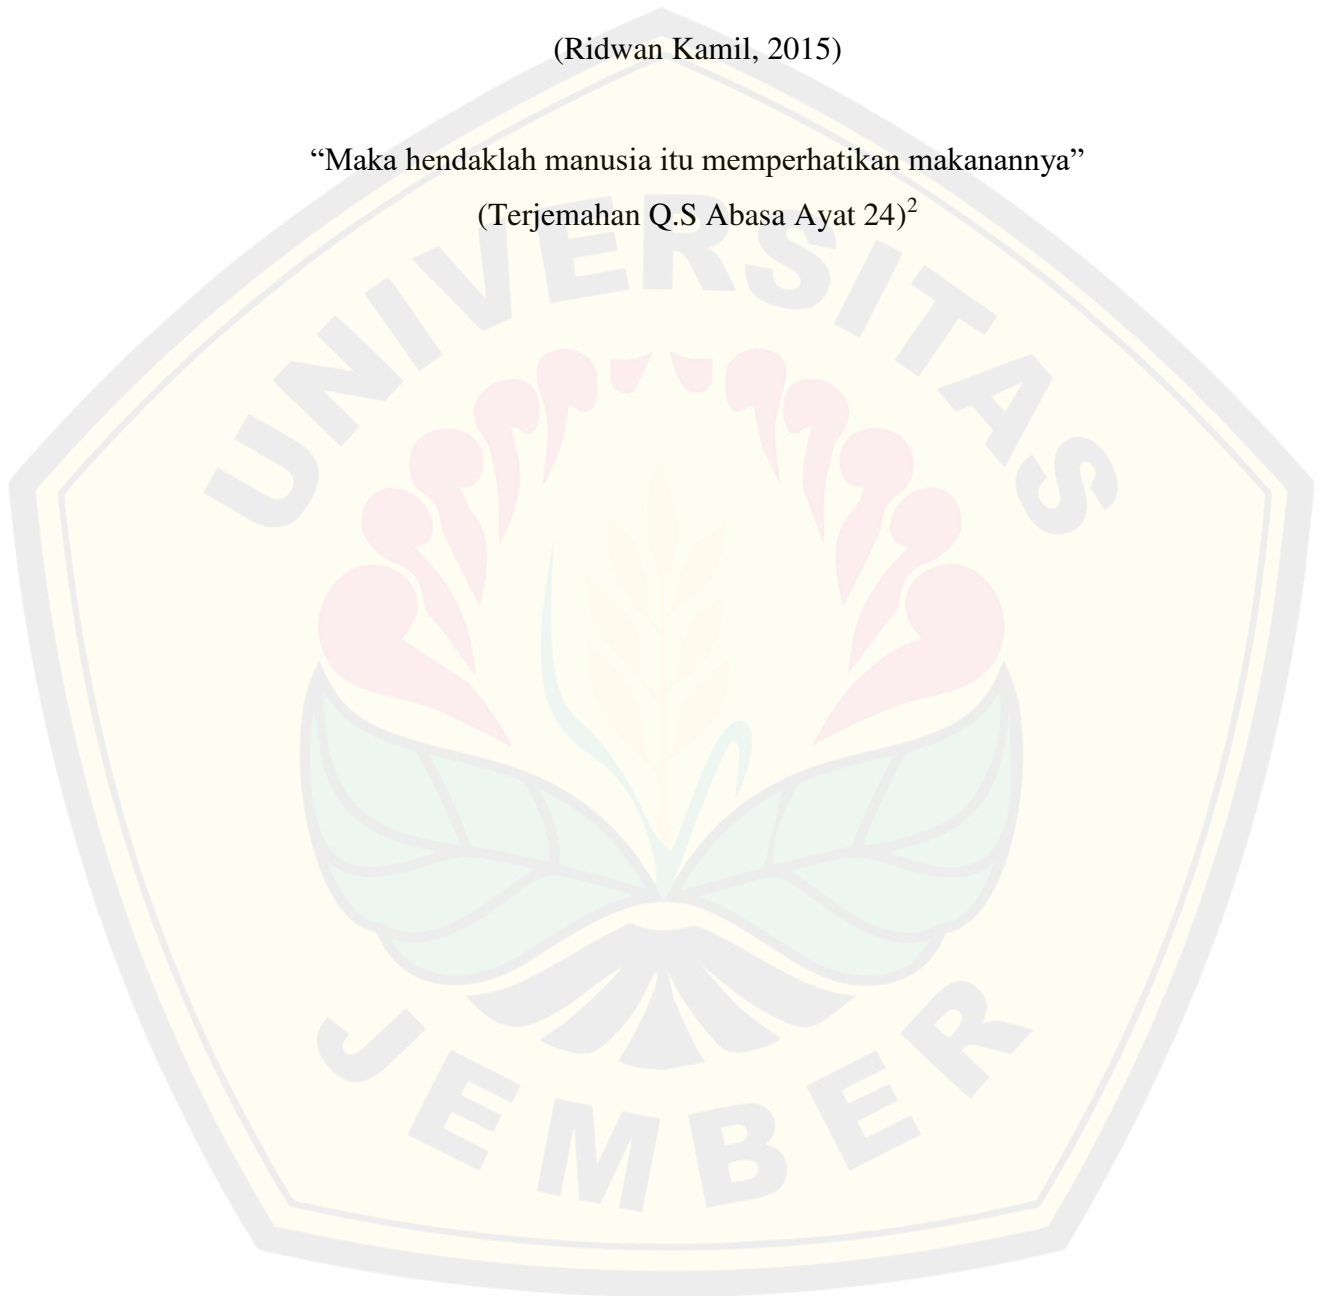 (Ridwan Kamil, 2015)
“Maka hendaklah manusia itu memperhatikan makanannya”
(Terjemahan Q.S Abasa Ayat 24)²
UNIVERSITAS
JEMBER